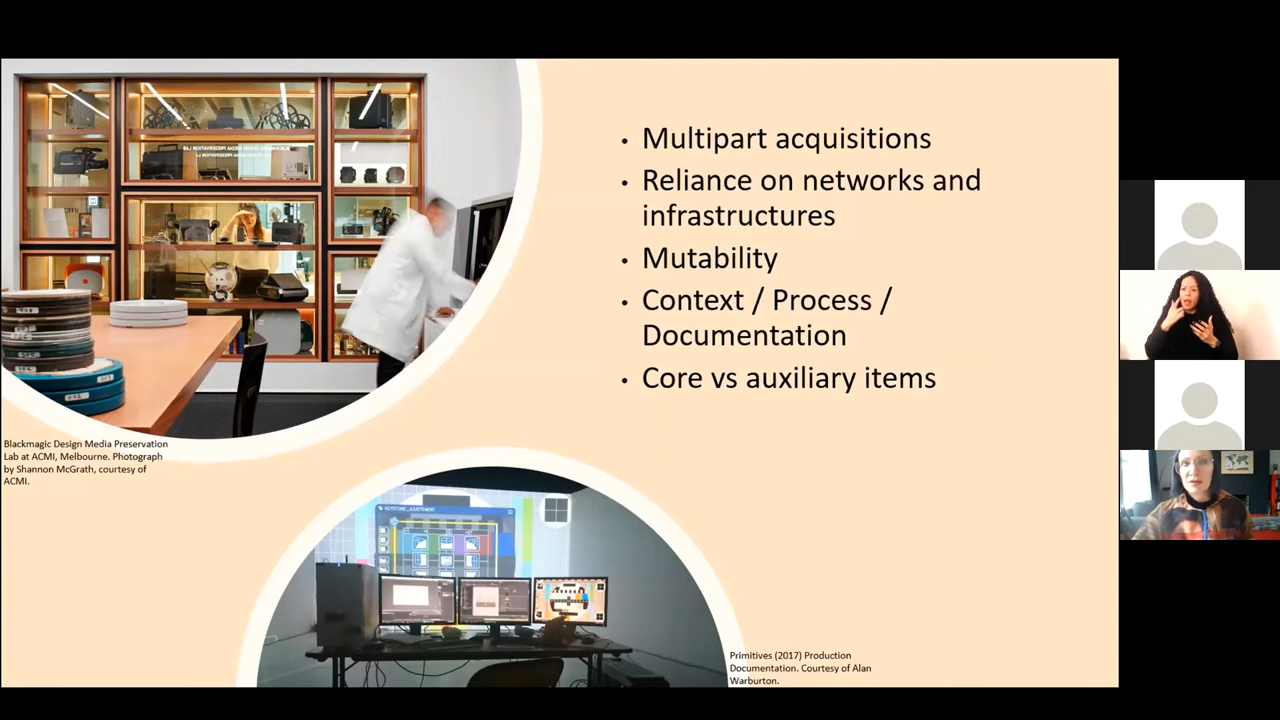 • Multipart acquisitions
• Reliance on networks and
infrastructures
• Mutability
• Context / Process /
Documentation
• Core vs auxiliary items
Blackmagic Design Media Preservation
Lab at ACMI, Melbourne. Photograph
by Shannon McGrath, courtesy of
ACMI.
KEYSTONE_ADJUSTMENT
Primitives (2017) Production
Documentation. Courtesy of Alan
Warburton.